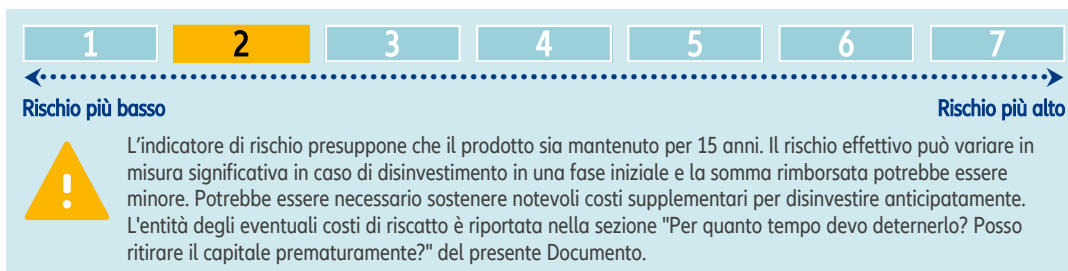 1 2 3 4 5 6 7
Rischio più basso Rischio più alto
L'indicatore di rischio presuppone che il prodotto sia mantenuto per 15 anni. Il rischio effettivo può variare in
misura significativa in caso di disinvestimento in una fase iniziale e la somma rimborsata potrebbe essere
minore. Potrebbe essere necessario sostenere notevoli costi supplementari per disinvestire anticipatamente.
L'entità degli eventuali costi di riscatto è riportata nella sezione "Per quanto tempo devo deternerlo? Posso
ritirare il capitale prematuramente?" del presente Documento.